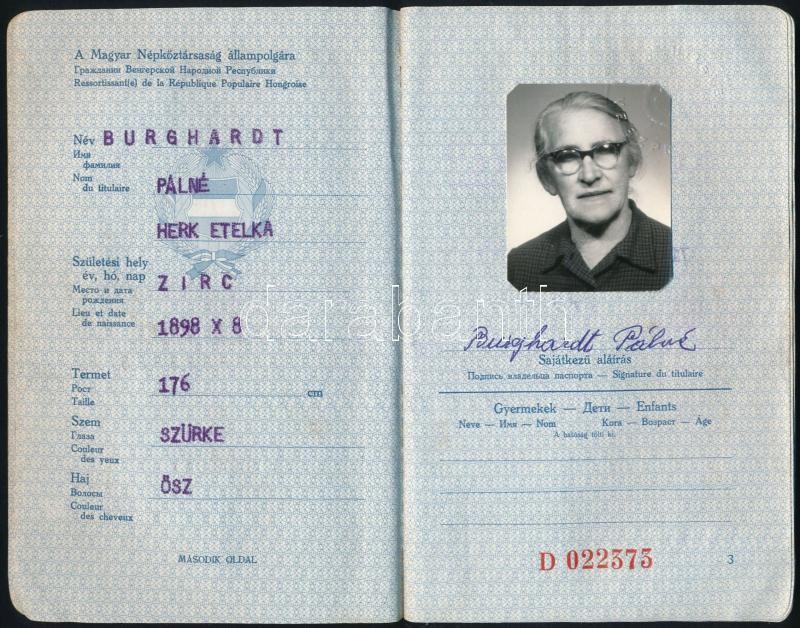 A Magyar Népköztársaság állampolgára
Гражданин Венгерской Народной Республики
Ressortissant(e) de la République Populaire Hongroise
Név BURGHARDT
Имя
фамилия
Nom
du titulaire
PÁLNÉ
HERK ETELKA
Születési hely
év, hó, nap
Место и дата
рождения
Lieu et date
de naissance
ZIRC
1898 X 8
Termet
Рост
Taille
176 cm
Szem
Глаза
Couleur
des yeux
SZÜRKE
Haj
Волосы
Couleur
des cheveux
ŐSZ
MÁSODIK OLDAL
Burghardt Pálné
Sajátkezű aláírás
Подпись владельца паспорта — Signature du titulaire
Gyermekek — Дети — Enfants
Neve — Имя — Nom Kora — Возраст — Âge
A hatóság tölti ki.
D 022373
3
darabanth.com